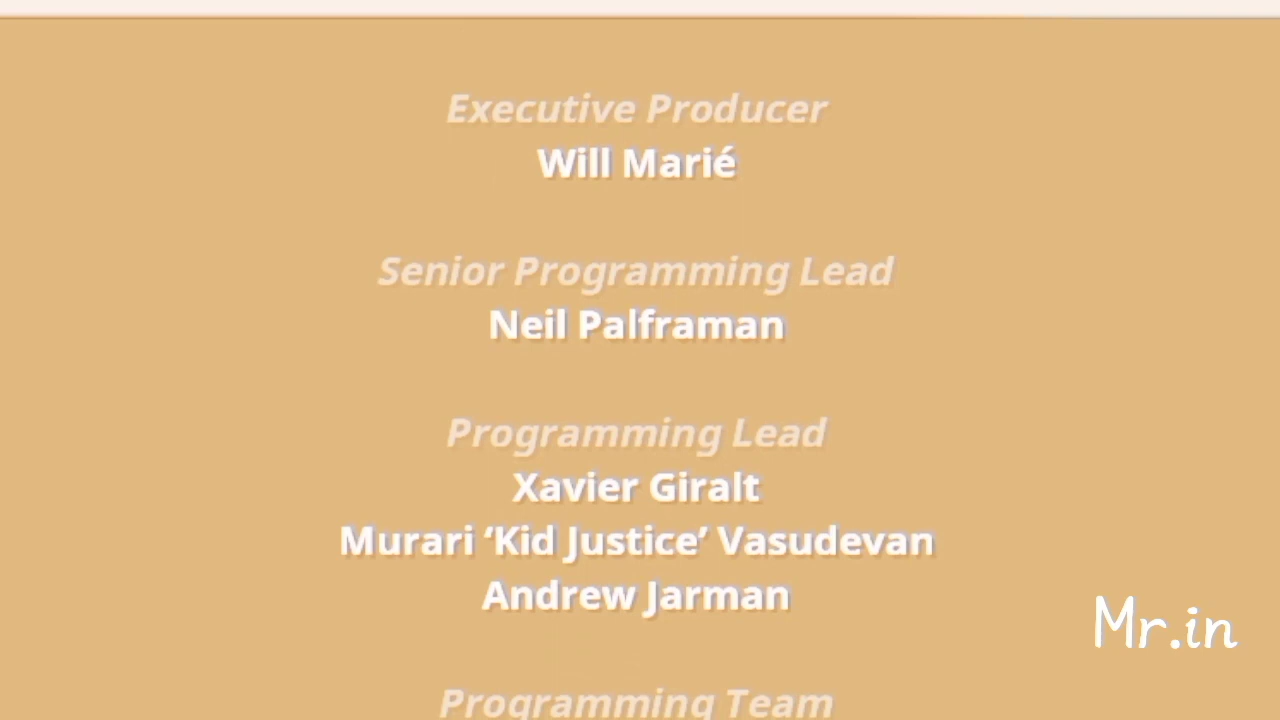 Executive Producer
Will Marié
Senior Programming Lead
Neil Palframan
Programming Lead
Xavier Giralt
Murari ‘Kid Justice’ Vasudevan
Andrew Jarman
Mr.in
Programming Team